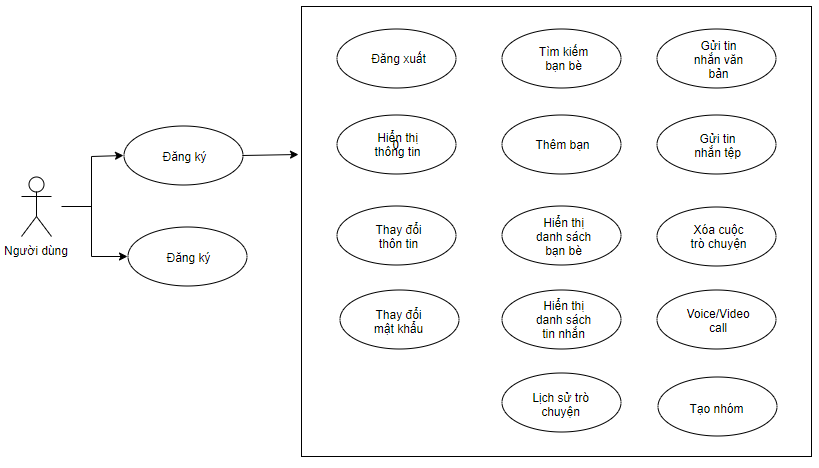 Người dùng
Đăng ký
Đăng ký
Đăng xuất
Hiển thị
thông tin
0
Thay đổi
thôn tin
Thay đổi
mật khẩu
Tìm kiếm
bạn bè
Thêm bạn
Hiển thị
danh sách
bạn bè
Hiển thị
danh sách
tin nhắn
Lịch sử trò
chuyện
Gửi tin
nhắn văn
bản
Gửi tin
nhắn tệp
Xóa cuộc
trò chuyện
Voice/Video
call
Tạo nhóm